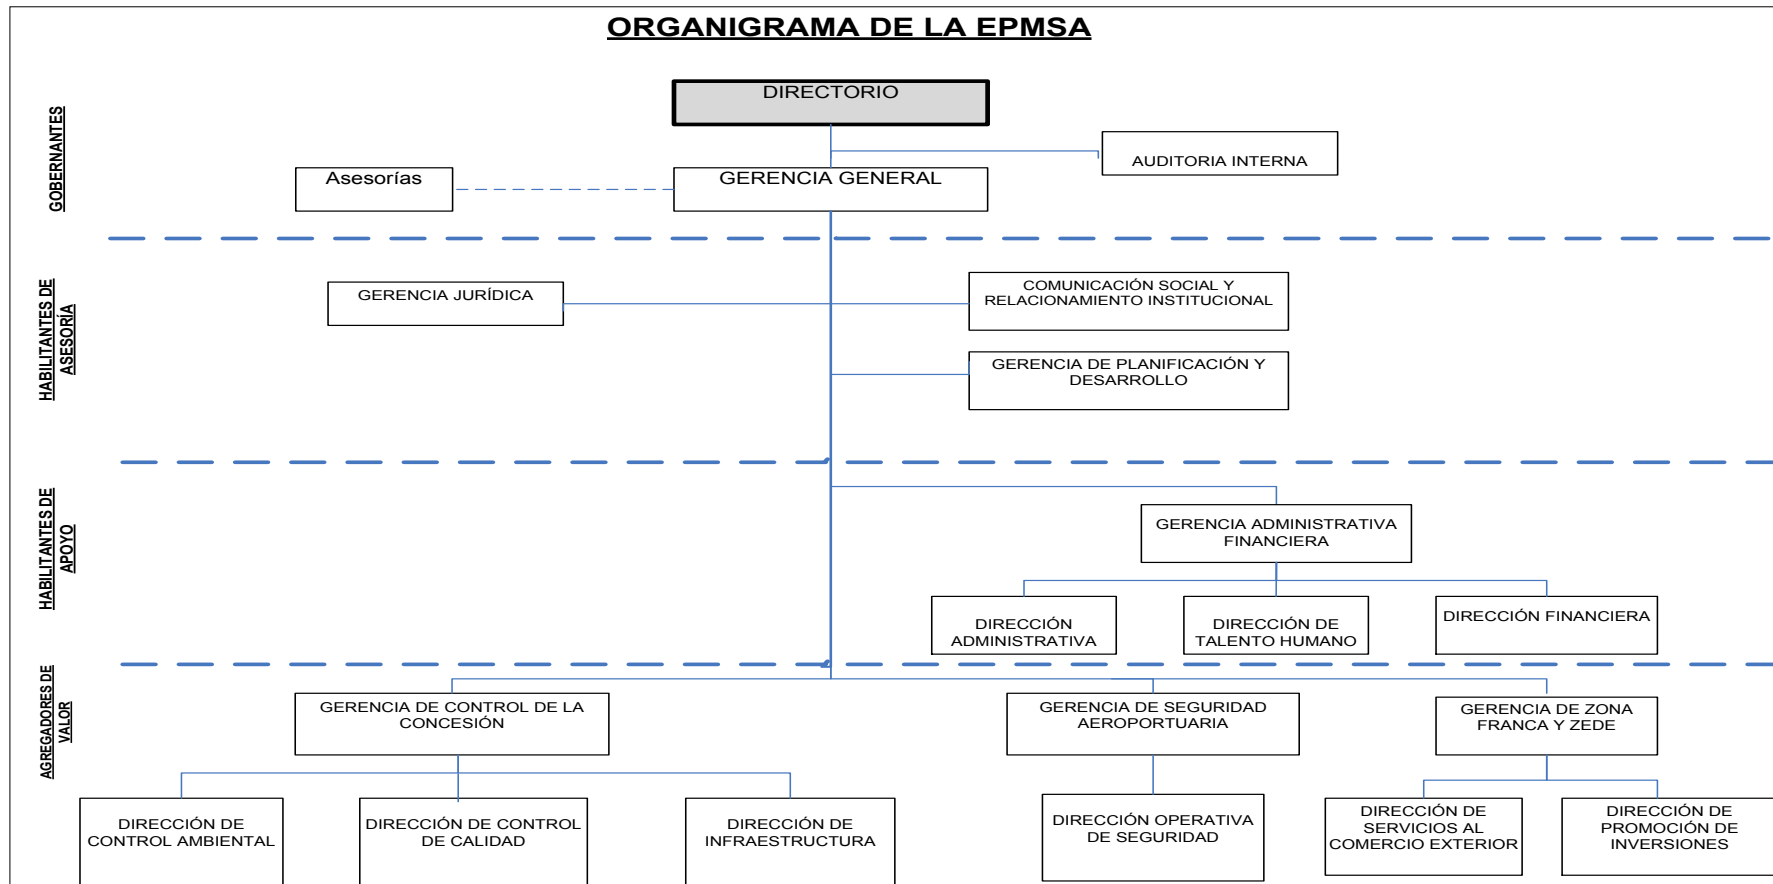 ORGANIGRAMA DE LA EPMSA
GOBERNANTES
DIRECTORIO
AUDITORIA INTERNA
Asesorías
GERENCIA GENERAL
HABILITANTES DE
ASESORÍA
GERENCIA JURÍDICA
COMUNICACIÓN SOCIAL Y
RELACIONAMIENTO INSTITUCIONAL
GERENCIA DE PLANIFICACIÓN Y
DESARROLLO
HABILITANTES DE
APOYO
GERENCIA ADMINISTRATIVA
FINANCIERA
DIRECCIÓN
ADMINISTRATIVA
DIRECCIÓN DE
TALENTO HUMANO
DIRECCIÓN FINANCIERA
AGREGADORES DE
VALOR
GERENCIA DE CONTROL DE LA
CONCESIÓN
GERENCIA DE SEGURIDAD
AEROPORTUARIA
GERENCIA DE ZONA
FRANCA Y ZEDE
DIRECCIÓN DE
CONTROL AMBIENTAL
DIRECCIÓN DE CONTROL
DE CALIDAD
DIRECCIÓN DE
INFRAESTRUCTURA
DIRECCIÓN OPERATIVA
DE SEGURIDAD
DIRECCIÓN DE
SERVICIOS AL
COMERCIO EXTERIOR
DIRECCIÓN DE
PROMOCIÓN DE
INVERSIONES